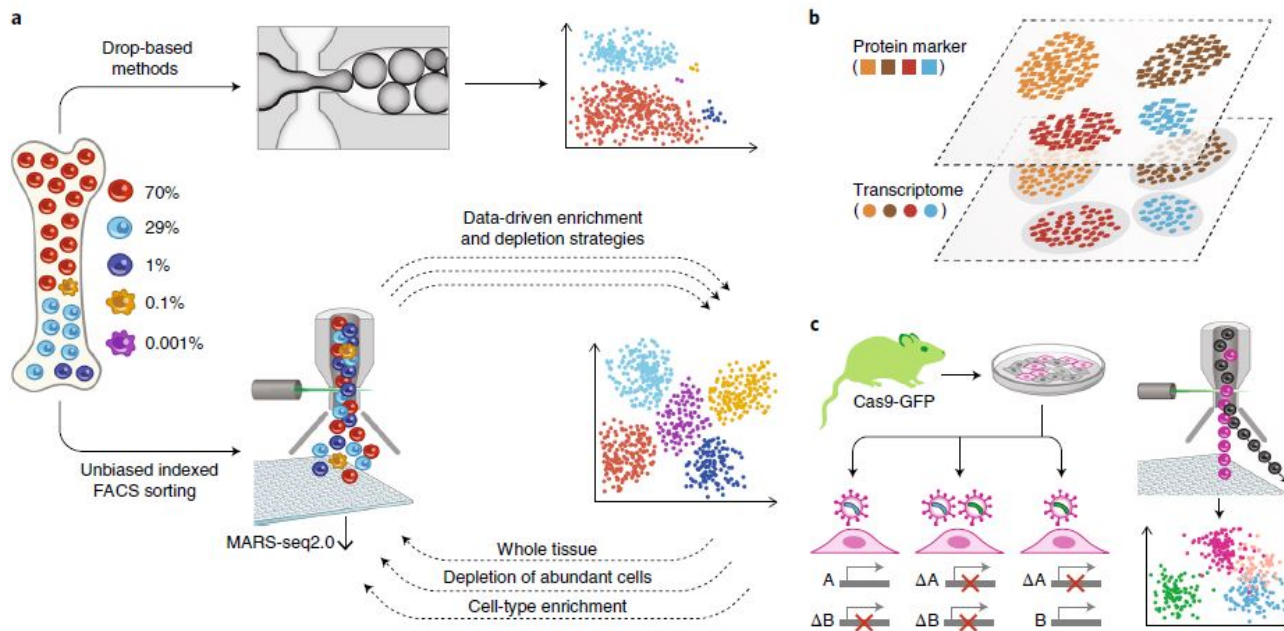 a
Drop-based
methods
70%
29%
1%
0.1%
0.001%
Data-driven enrichment
and depletion strategies
Unbiased indexed
FACS sorting
MARS-seq2.0
Whole tissue
Depletion of abundant cells
Cell-type enrichment
b
Protein marker
( )
Transcriptome
( )
c
Cas9-GFP
A
ΔA
ΔA
ΔB
ΔB
B